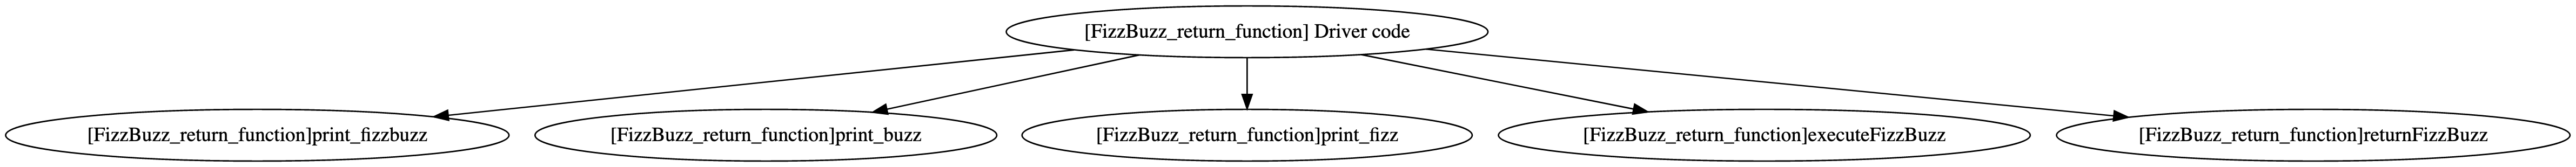 [FizzBuzz_return_function] Driver code
[FizzBuzz_return_function]print_fizzbuzz
[FizzBuzz_return_function]print_buzz
[FizzBuzz_return_function]print_fizz
[FizzBuzz_return_function]executeFizzBuzz
[FizzBuzz_return_function]returnFizzBuzz